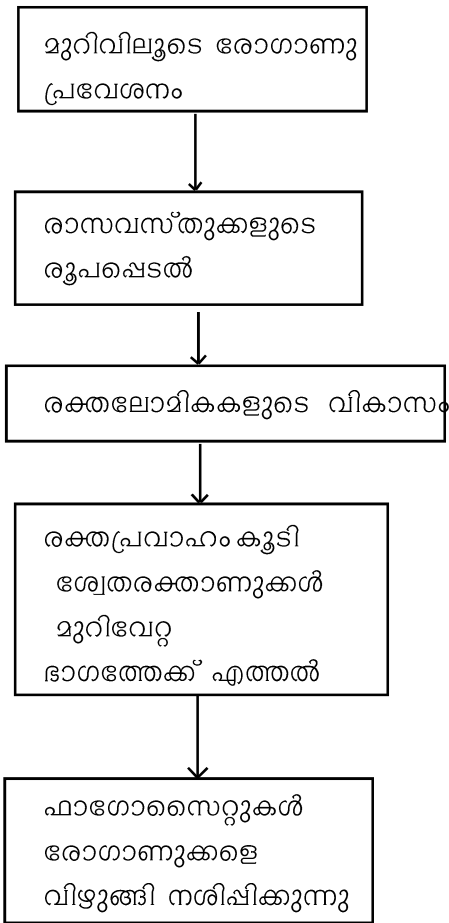 മുറിവിലൂടെ രോഗാണു
പ്രവേശനം
രാസവസ്തുക്കളുടെ
രൂപപ്പെടൽ
രക്തലോമികകളുടെ വികാസം
രക്തപ്രവാഹം കൂടി
ശ്വേതരക്താണുക്കൾ
മുറിവേറ്റ
ഭാഗത്തേക്ക് എത്തൽ
ഫാഗോസൈറ്റുകൾ
രോഗാണുക്കളെ
വിഴുങ്ങി നശിപ്പിക്കുന്നു